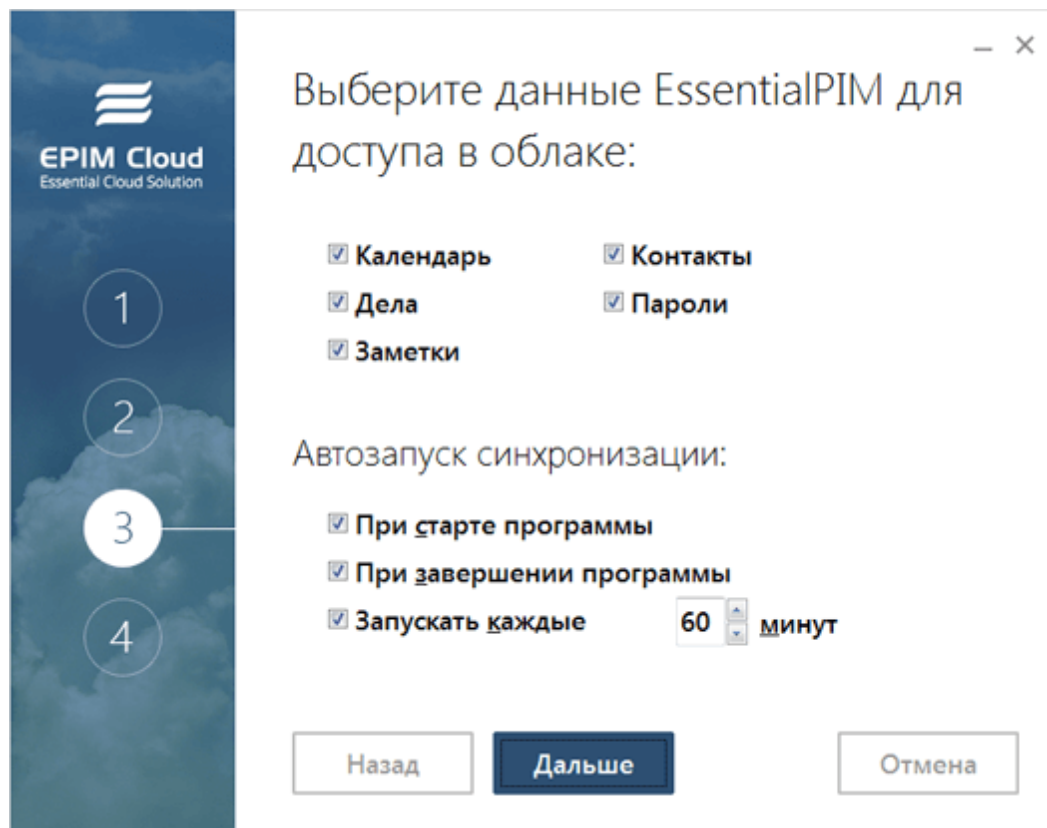 EPIM Cloud
Essential Cloud Solution
1
2
3
4
Выберите данные EssentialPIM для
доступа в облаке:
Календарь Контакты
Дела Пароли
Заметки
Автозапуск синхронизации:
При старте программы
При завершении программы
Запускать каждые 60 минут
Назад Дальше Отмена